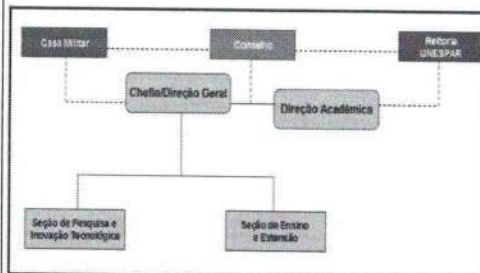 Casa Militar
Conselho
Reitoria
UNESPAR
Chefia/Direção Geral
Direção Acadêmica
Seção de Pesquisa e
Inovação Tecnológica
Seção de Ensino
e Extensão